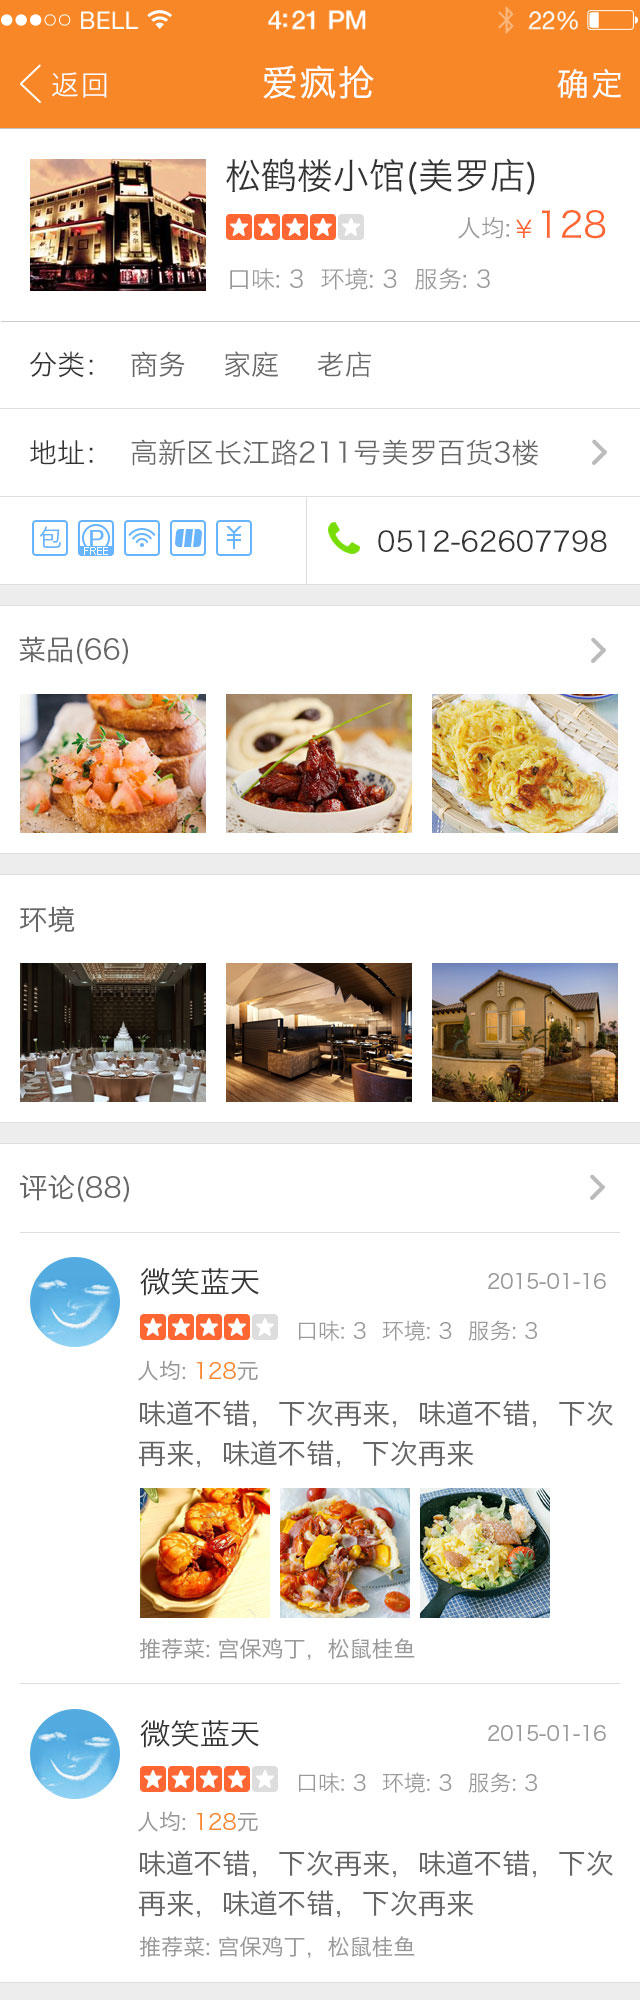 BELL 4:21 PM 22%
返回 爱疯抢 确定
松鹤楼小馆(美罗店)
人均:￥128
口味: 3 环境: 3 服务: 3
分类： 商务 家庭 老店
地址： 高新区长江路211号美罗百货3楼
包 P FREE ¥ 0512-62607798
菜品(66)
环境
评论(88)
微笑蓝天 2015-01-16
口味: 3 环境: 3 服务: 3
人均: 128元
味道不错，下次再来，味道不错，下次
再来，味道不错，下次再来
推荐菜: 宫保鸡丁，松鼠桂鱼
微笑蓝天 2015-01-16
口味: 3 环境: 3 服务: 3
人均: 128元
味道不错，下次再来，味道不错，下次
再来，味道不错，下次再来
推荐菜: 宫保鸡丁，松鼠桂鱼